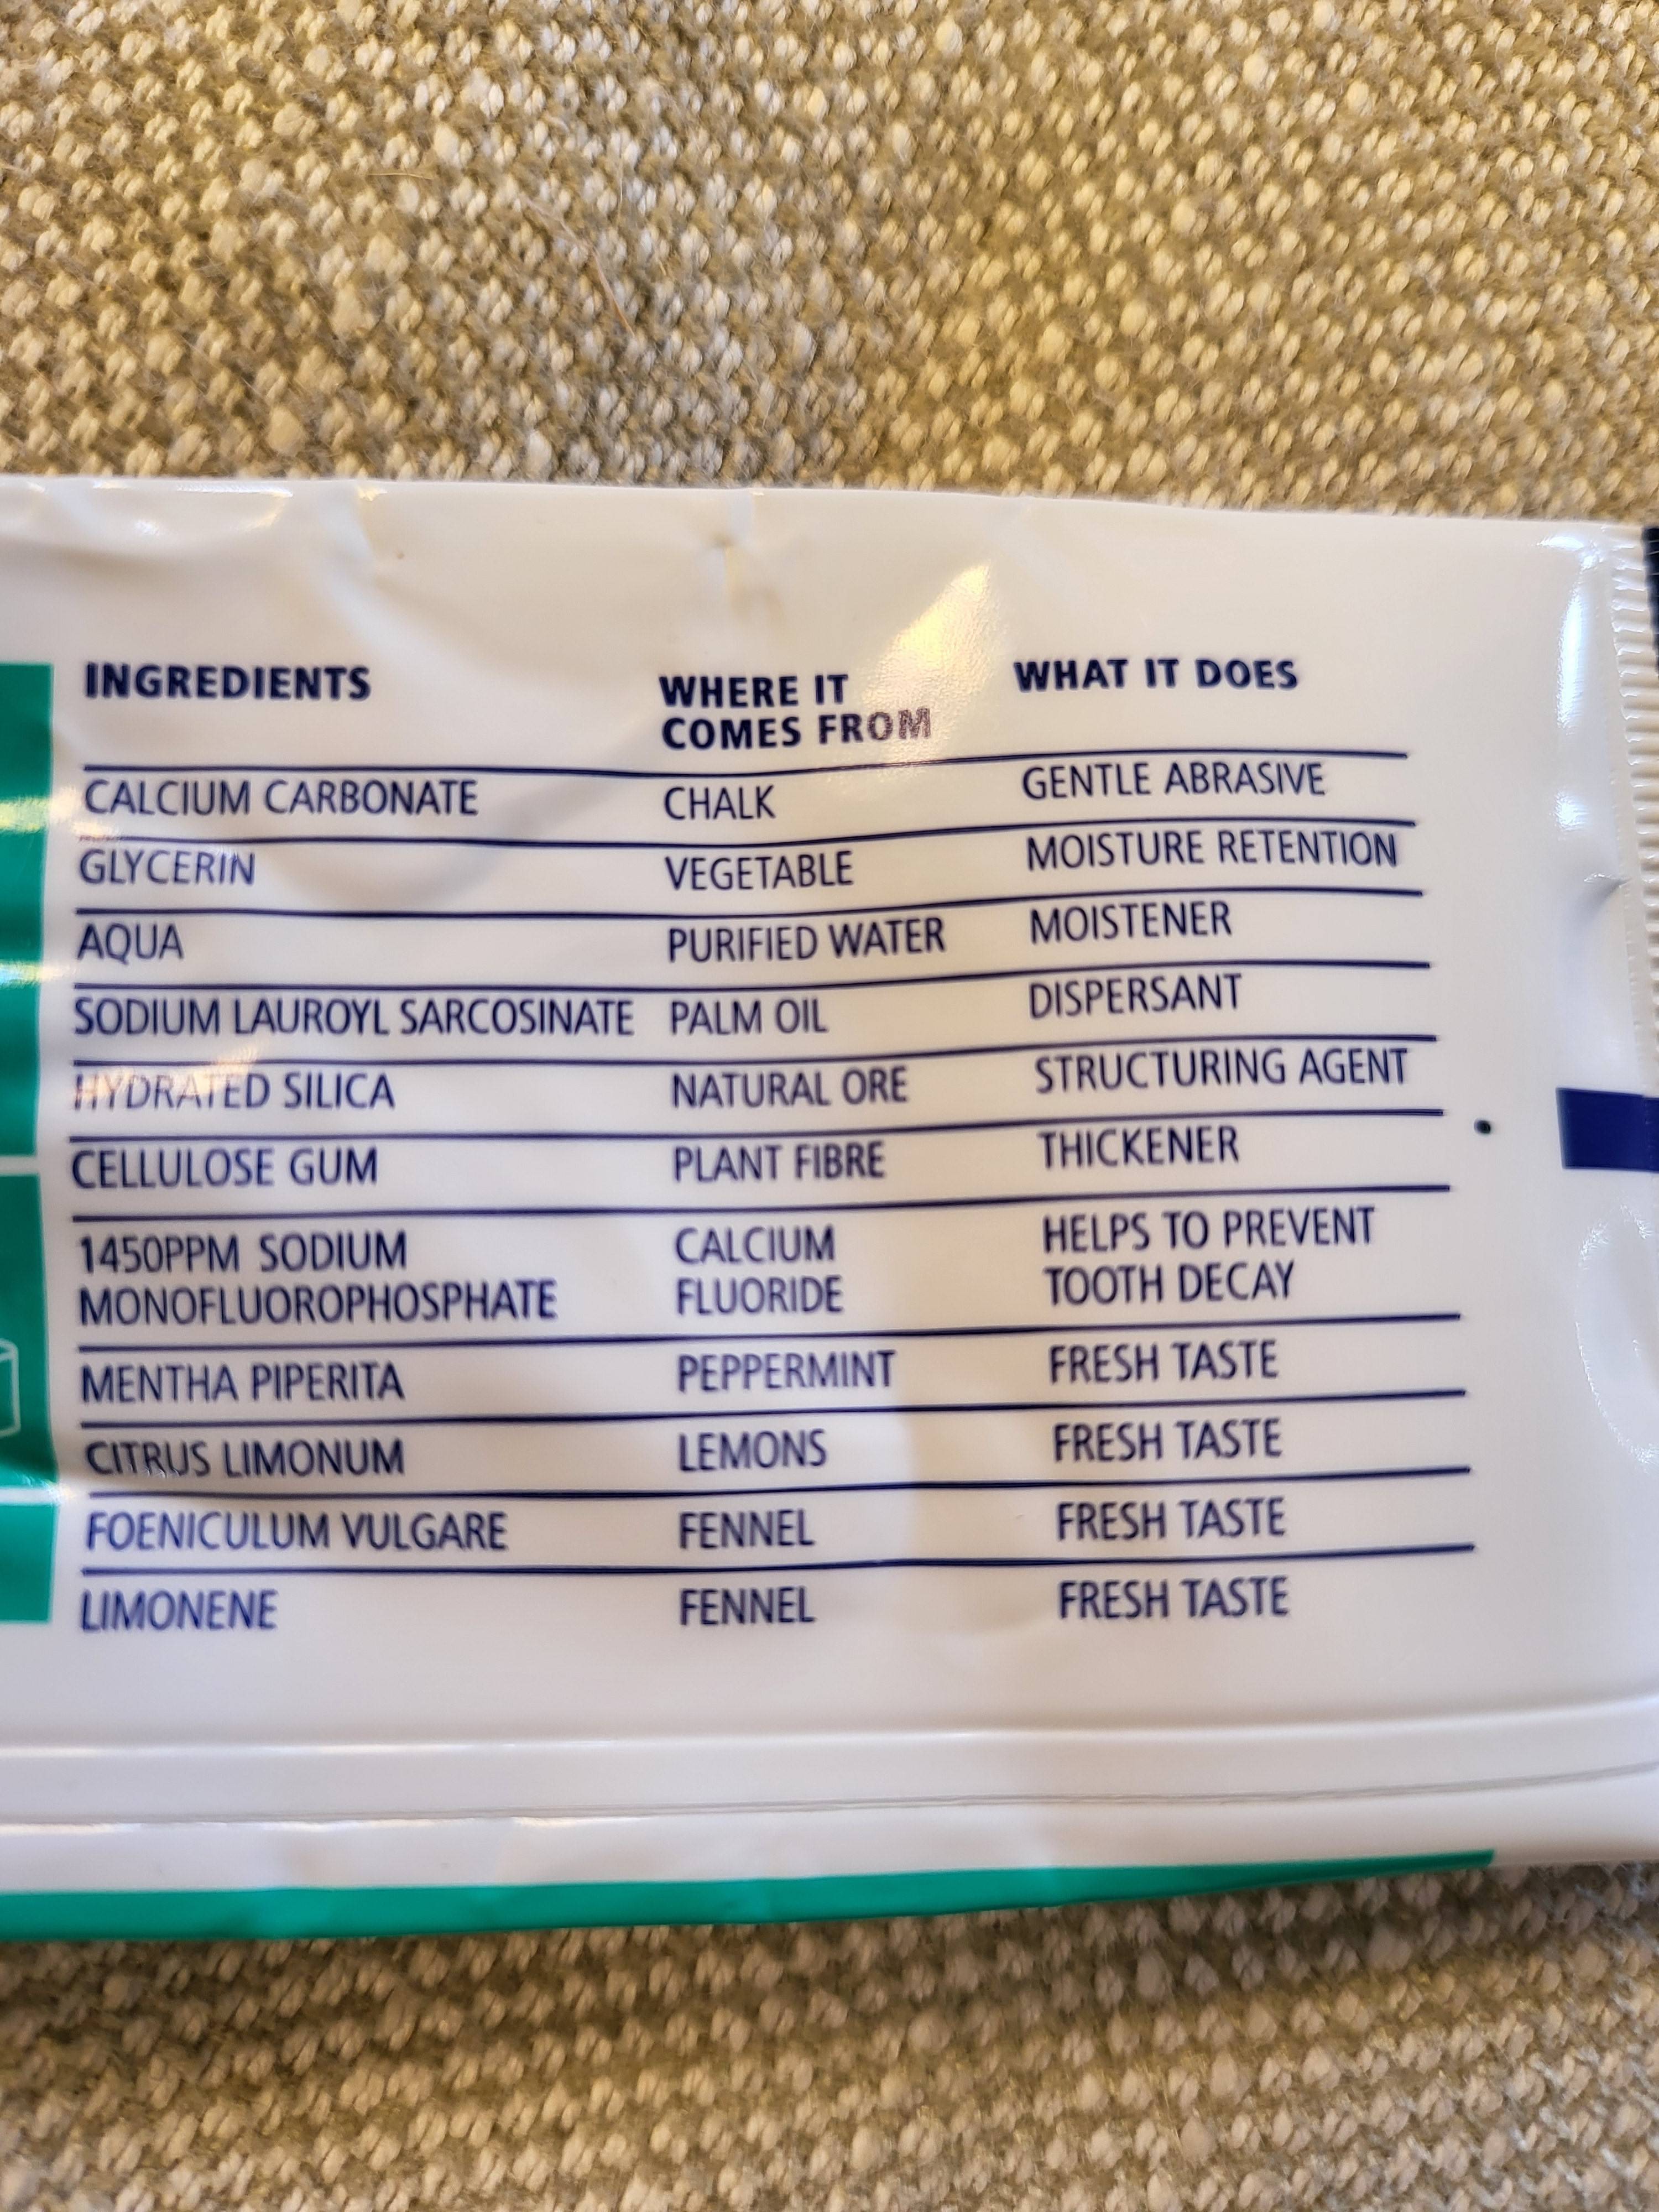 INGREDIENTS WHERE IT COMES FROM WHAT IT DOES
CALCIUM CARBONATE CHALK GENTLE ABRASIVE
GLYCERIN VEGETABLE MOISTURE RETENTION
AQUA PURIFIED WATER MOISTENER
SODIUM LAUROYL SARCOSINATE PALM OIL DISPERSANT
HYDRATED SILICA NATURAL ORE STRUCTURING AGENT
CELLULOSE GUM PLANT FIBRE THICKENER
1450PPM SODIUM MONOFLUOROPHOSPHATE CALCIUM FLUORIDE HELPS TO PREVENT TOOTH DECAY
MENTHA PIPERITA PEPPERMINT FRESH TASTE
CITRUS LIMONUM LEMONS FRESH TASTE
FOENICULUM VULGARE FENNEL FRESH TASTE
LIMONENE FENNEL FRESH TASTE